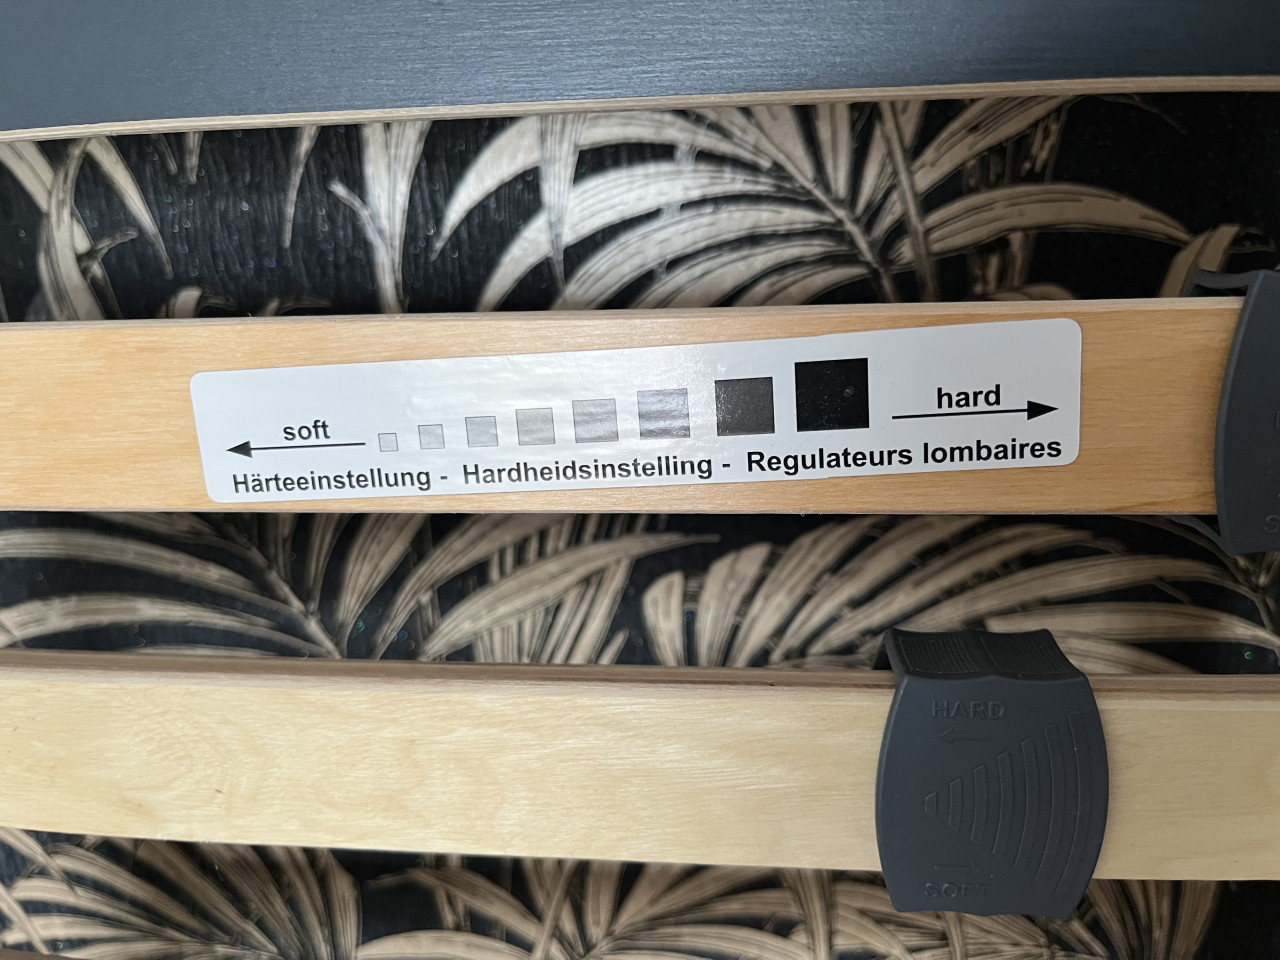 soft
hard
Härteeinstellung - Hardheidsinstelling - Regulateurs lombaires
HARD
SOFT